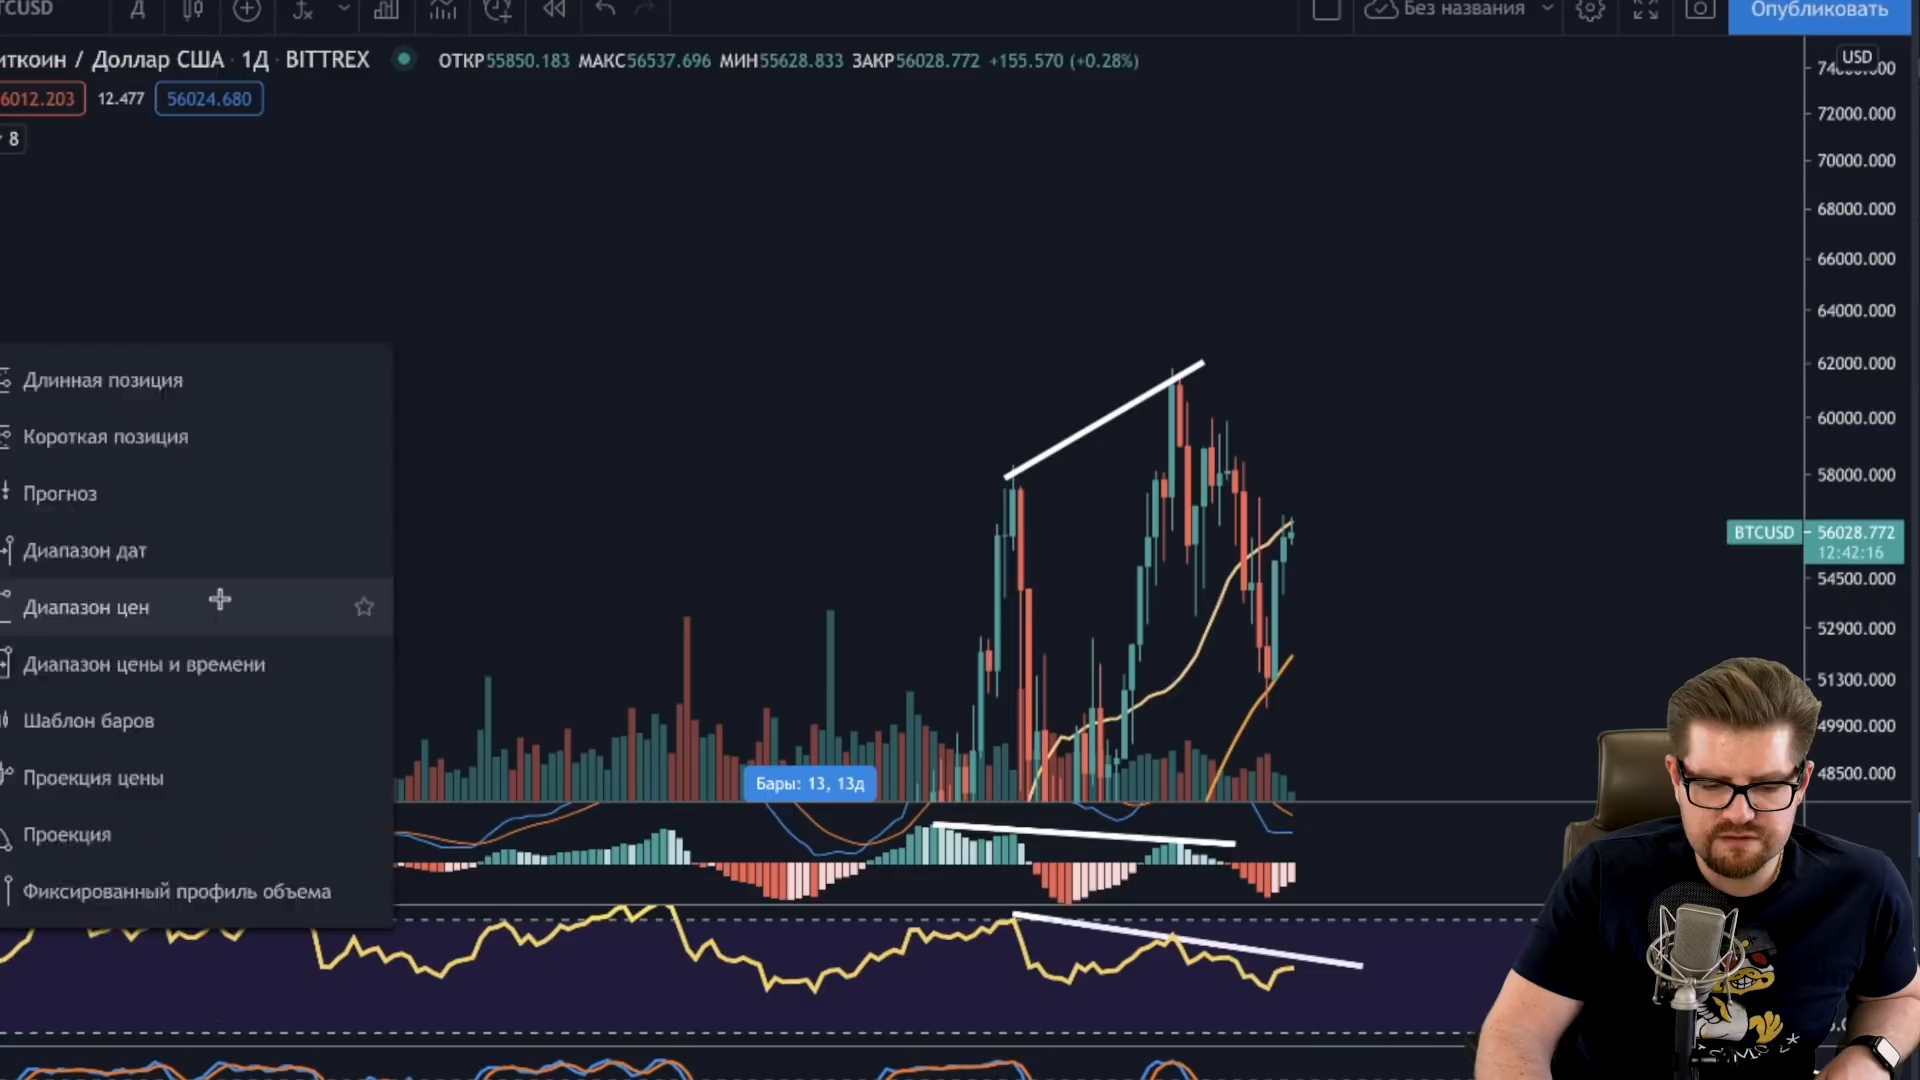 TCUSD
Д
Без названия
Опубликовать
иткоин / Доллар США · 1Д · BITTREX
ОТКР55850.183 МАКС56537.696 МИН55628.833 ЗАКР56028.772 +155.570 (+0.28%)
USD
6012.203
12.477
56024.680
8
72000.000
70000.000
68000.000
66000.000
64000.000
62000.000
60000.000
58000.000
BTCUSD
56028.772
12:42:16
54500.000
52900.000
51300.000
49900.000
48500.000
Длинная позиция
Короткая позиция
Прогноз
Диапазон дат
Диапазон цен
Диапазон цены и времени
Шаблон баров
Проекция цены
Проекция
Фиксированный профиль объема
Бары: 13, 13д